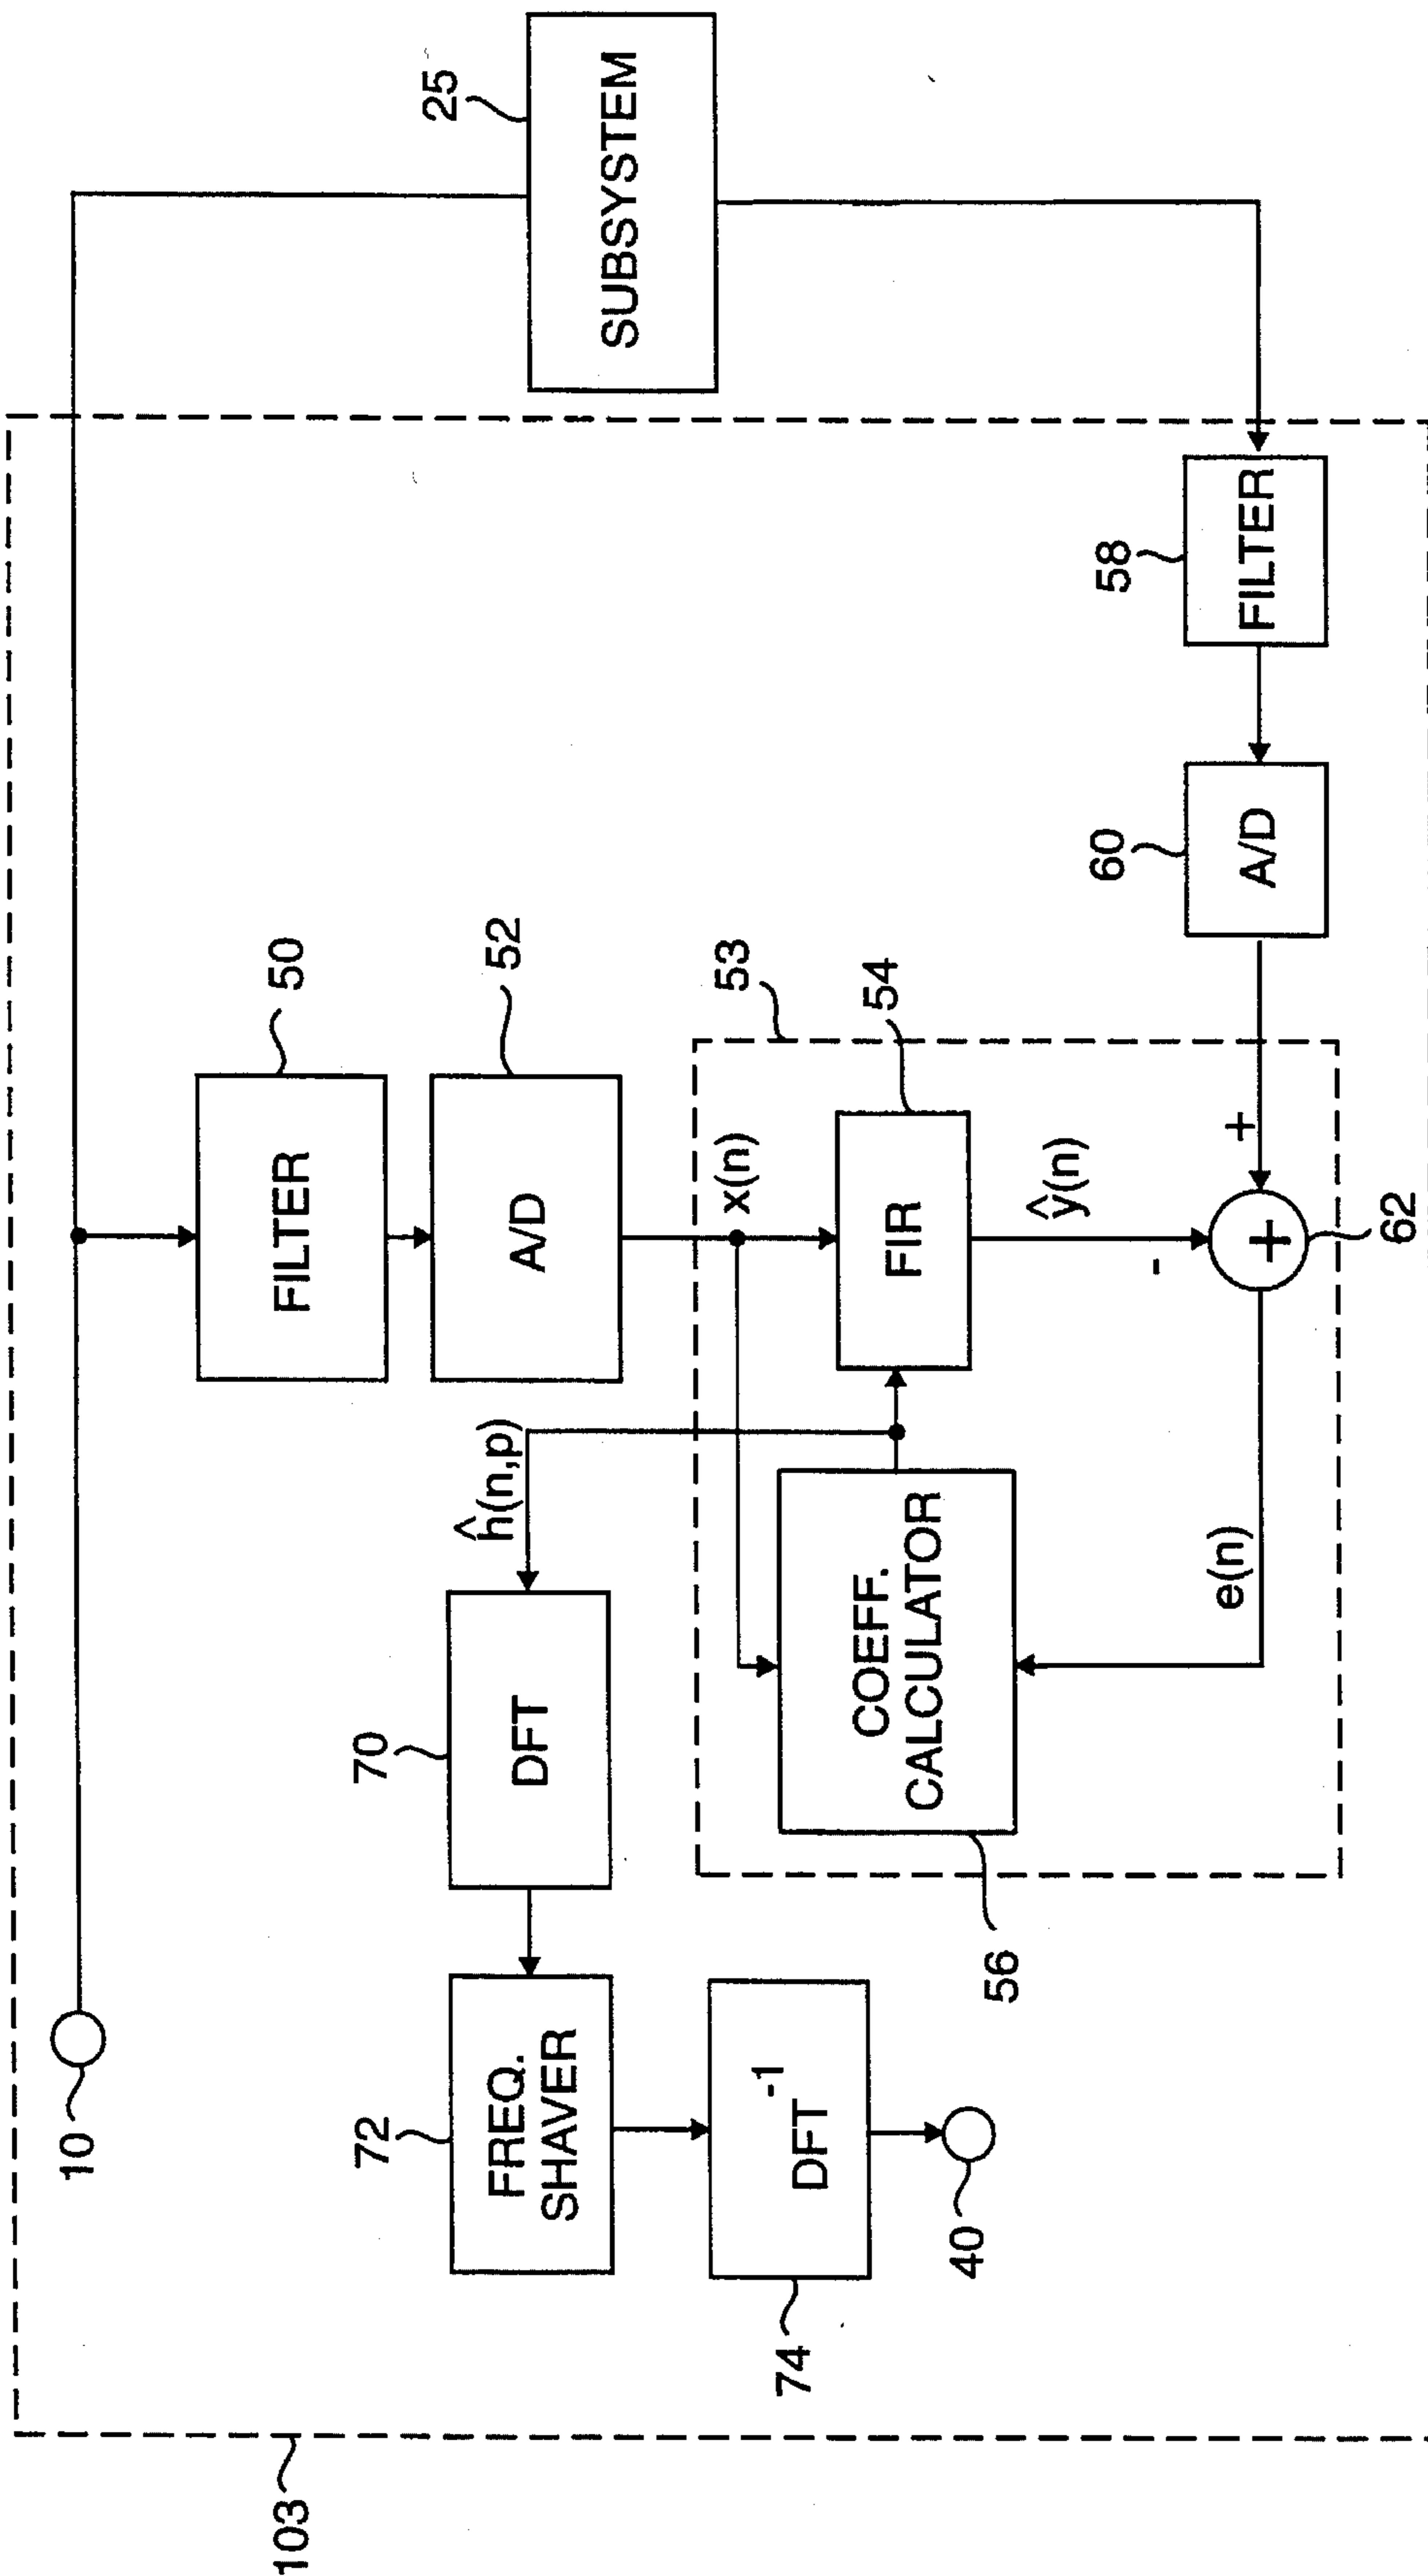 103
10
50
FILTER
52
A/D
25
SUBSYSTEM
72
FREQ.
SHAVER
70
DFT
ĥ(n,p)
74
DFT⁻¹
40
53
x(n)
54
FIR
56
COEFF.
CALCULATOR
ŷ(n)
-
+
+
62
e(n)
60
A/D
58
FILTER